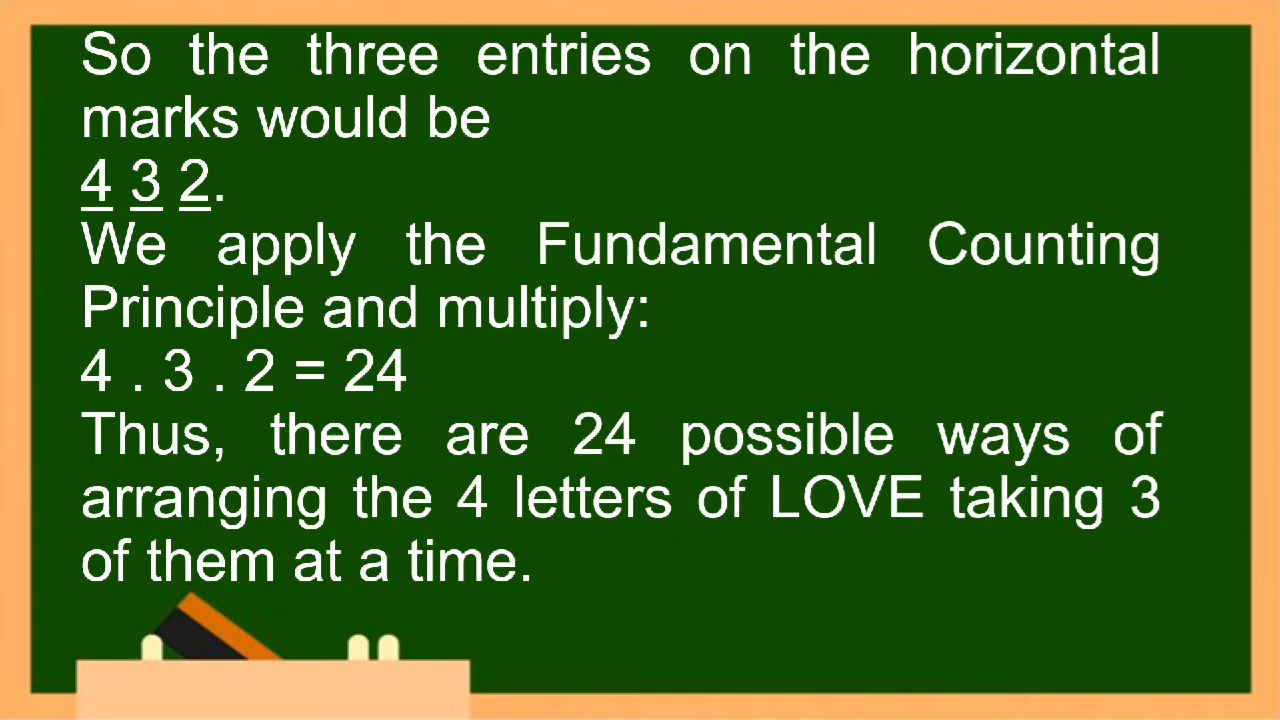 So the three entries on the horizontal
marks would be
4 3 2.
We apply the Fundamental Counting
Principle and multiply:
4 . 3 . 2 = 24
Thus, there are 24 possible ways of
arranging the 4 letters of LOVE taking 3
of them at a time.